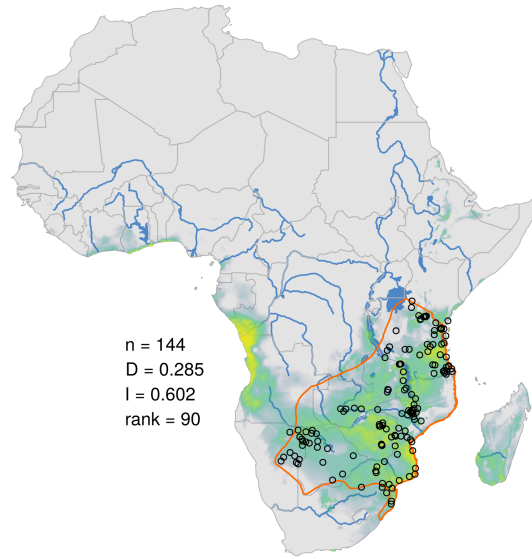 n = 144
D = 0.285
I = 0.602
rank = 90